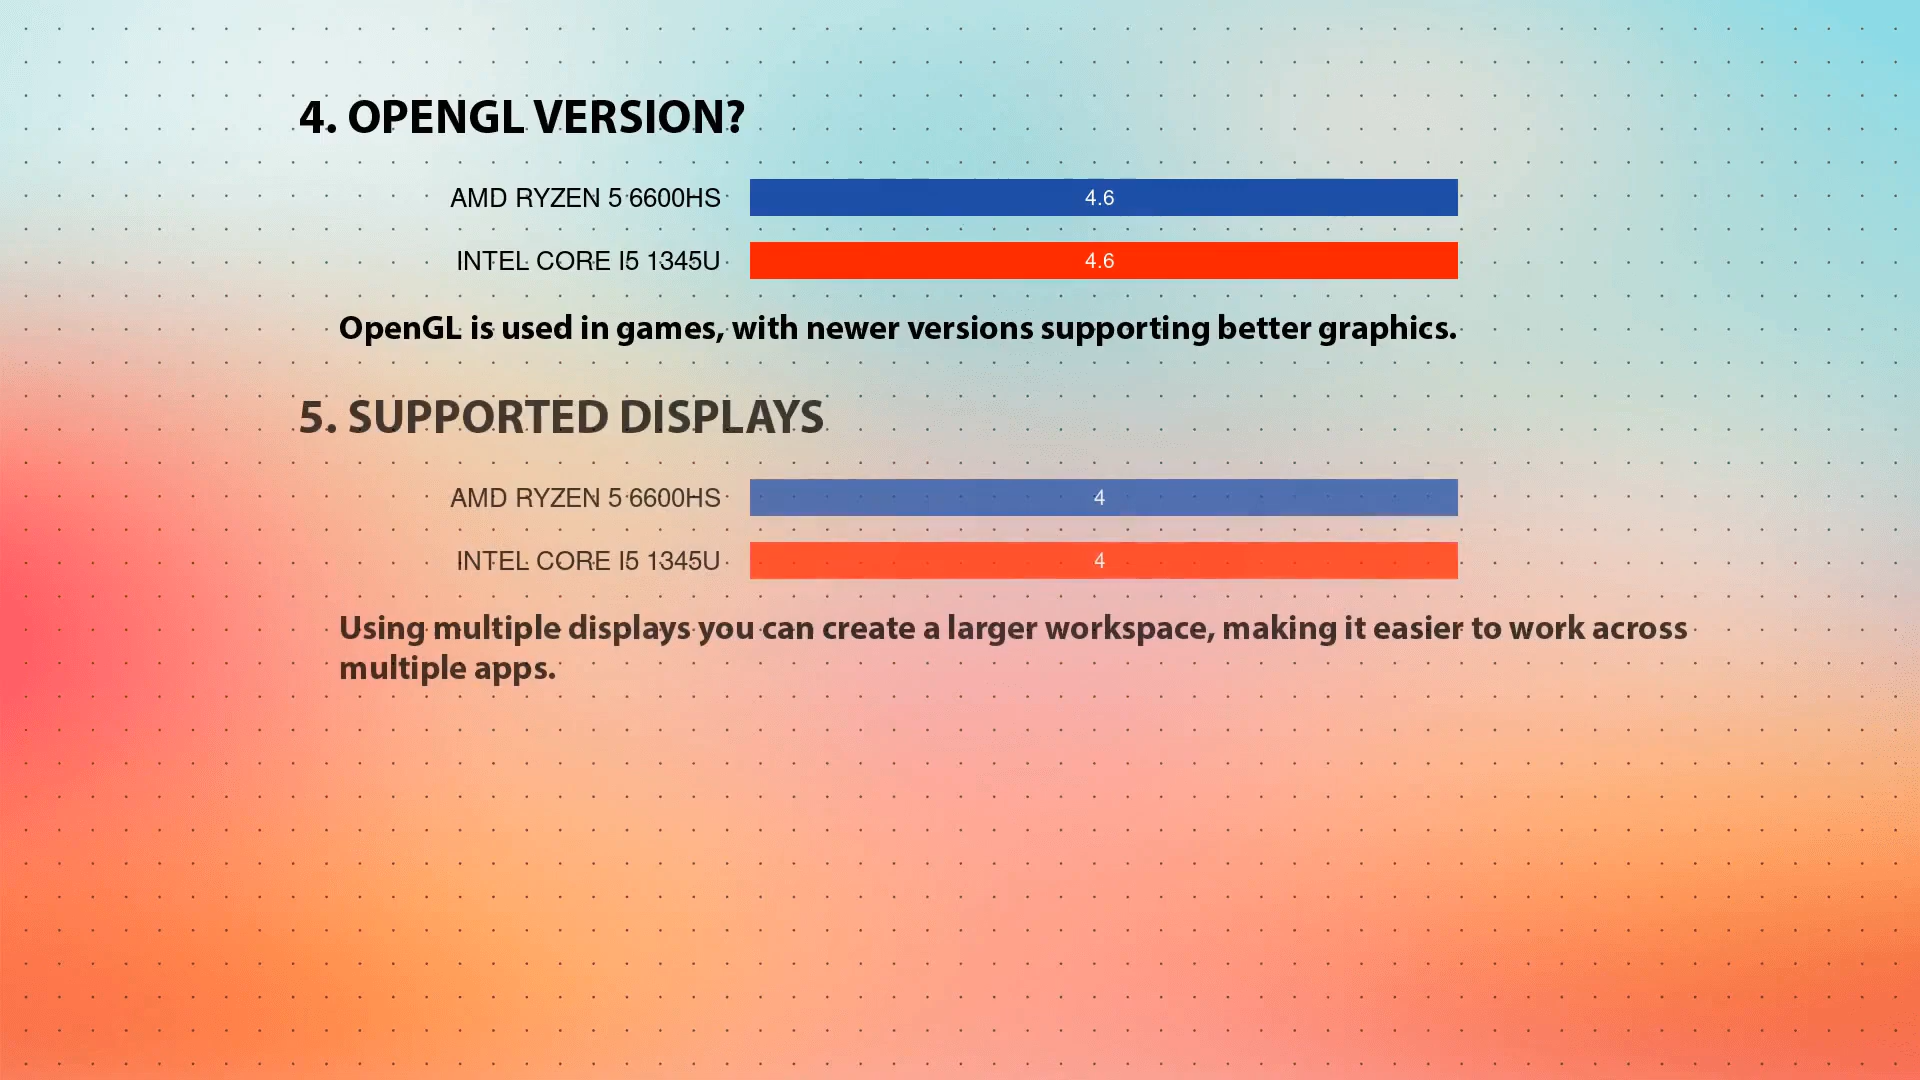 4. OPENGL VERSION?
AMD RYZEN 5 6600HS
4.6
INTEL CORE I5 1345U
4.6
OpenGL is used in games, with newer versions supporting better graphics.
5. SUPPORTED DISPLAYS
AMD RYZEN 5 6600HS
4
INTEL CORE I5 1345U
4
Using multiple displays you can create a larger workspace, making it easier to work across
multiple apps.